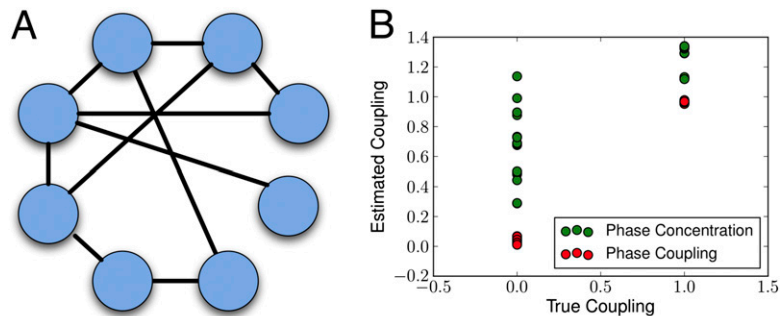 A
B
1.4
1.2
1.0
0.8
0.6
0.4
0.2
0.0
−0.2
Estimated Coupling
Phase Concentration
Phase Coupling
−0.5 0.0 0.5 1.0 1.5
True Coupling